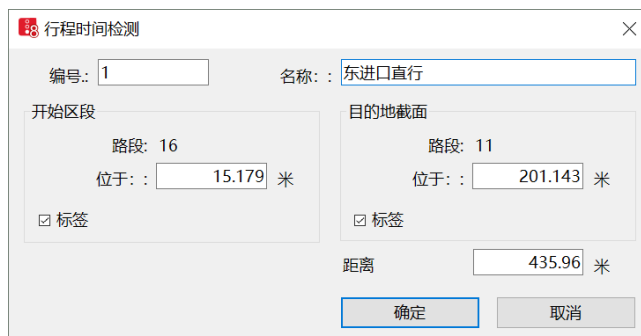 行程时间检测
编号.: 1 名称: : 东进口直行
开始区段 目的地截面
路段: 16 路段: 11
位于: : 15.179 米 位于: : 201.143 米
标签 标签
距离 435.96 米
确定 取消